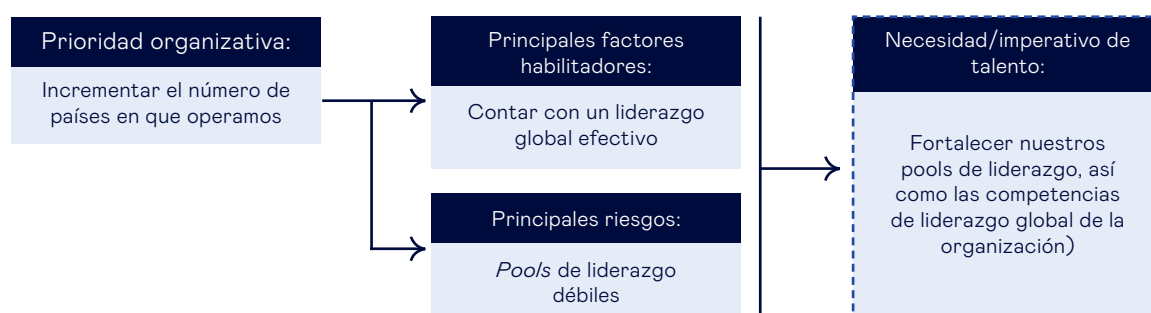 Prioridad organizativa:
Incrementar el número de
países en que operamos
Principales factores
habilitadores:
Contar con un liderazgo
global efectivo
Principales riesgos:
Pools de liderazgo
débiles
Necesidad/imperativo de
talento:
Fortalecer nuestros
pools de liderazgo, así
como las competencias
de liderazgo global de la
organización)